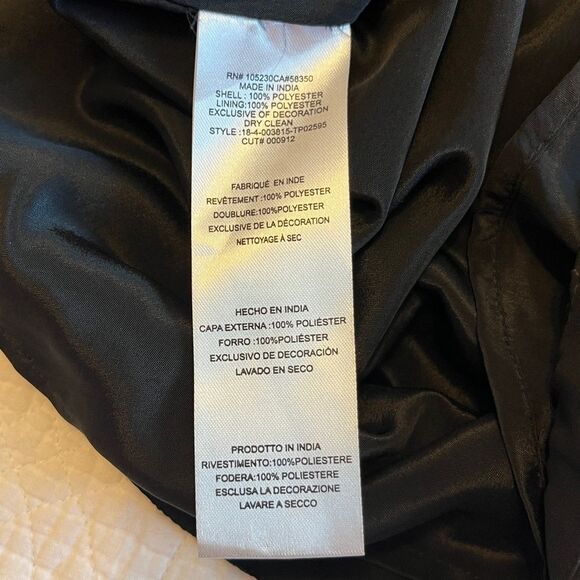 RN# 105230CA#58350
MADE IN INDIA
SHELL : 100% POLYESTER
LINING:100% POLYESTER
EXCLUSIVE OF DECORATION
DRY CLEAN
STYLE :18-4-003815-TP02595
CUT# 000912
FABRIQUÉ EN INDE
REVÊTEMENT :100% POLYESTER
DOUBLURE:100%POLYESTER
EXCLUSIVE DE LA DÉCORATION
NETTOYAGE À SEC
HECHO EN INDIA
CAPA EXTERNA :100% POLIÉSTER
FORRO :100%POLIÉSTER
EXCLUSIVO DE DECORACIÓN
LAVADO EN SECO
PRODOTTO IN INDIA
RIVESTIMENTO:100%POLIESTERE
FODERA:100% POLIESTERE
ESCLUSA LA DECORAZIONE
LAVARE A SECCO